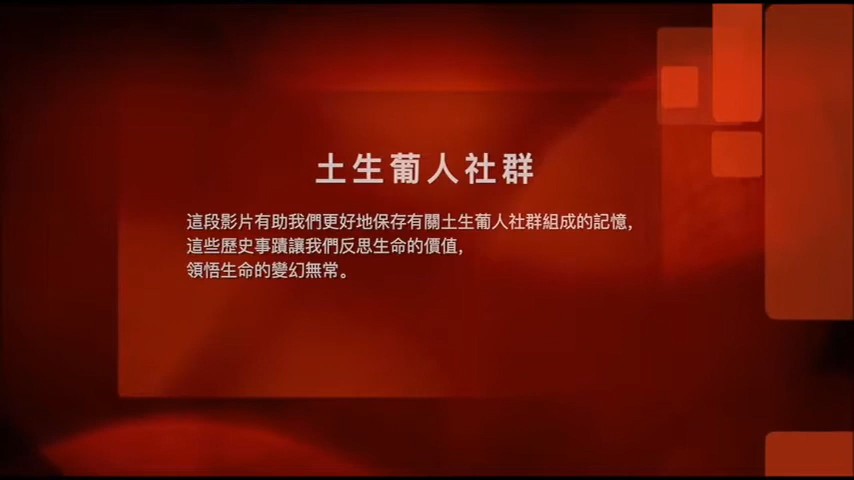 土生葡人社群
這段影片有助我們更好地保存有關土生葡人社群組成的記憶,
這些歷史事蹟讓我們反思生命的價值,
領悟生命的變幻無常。